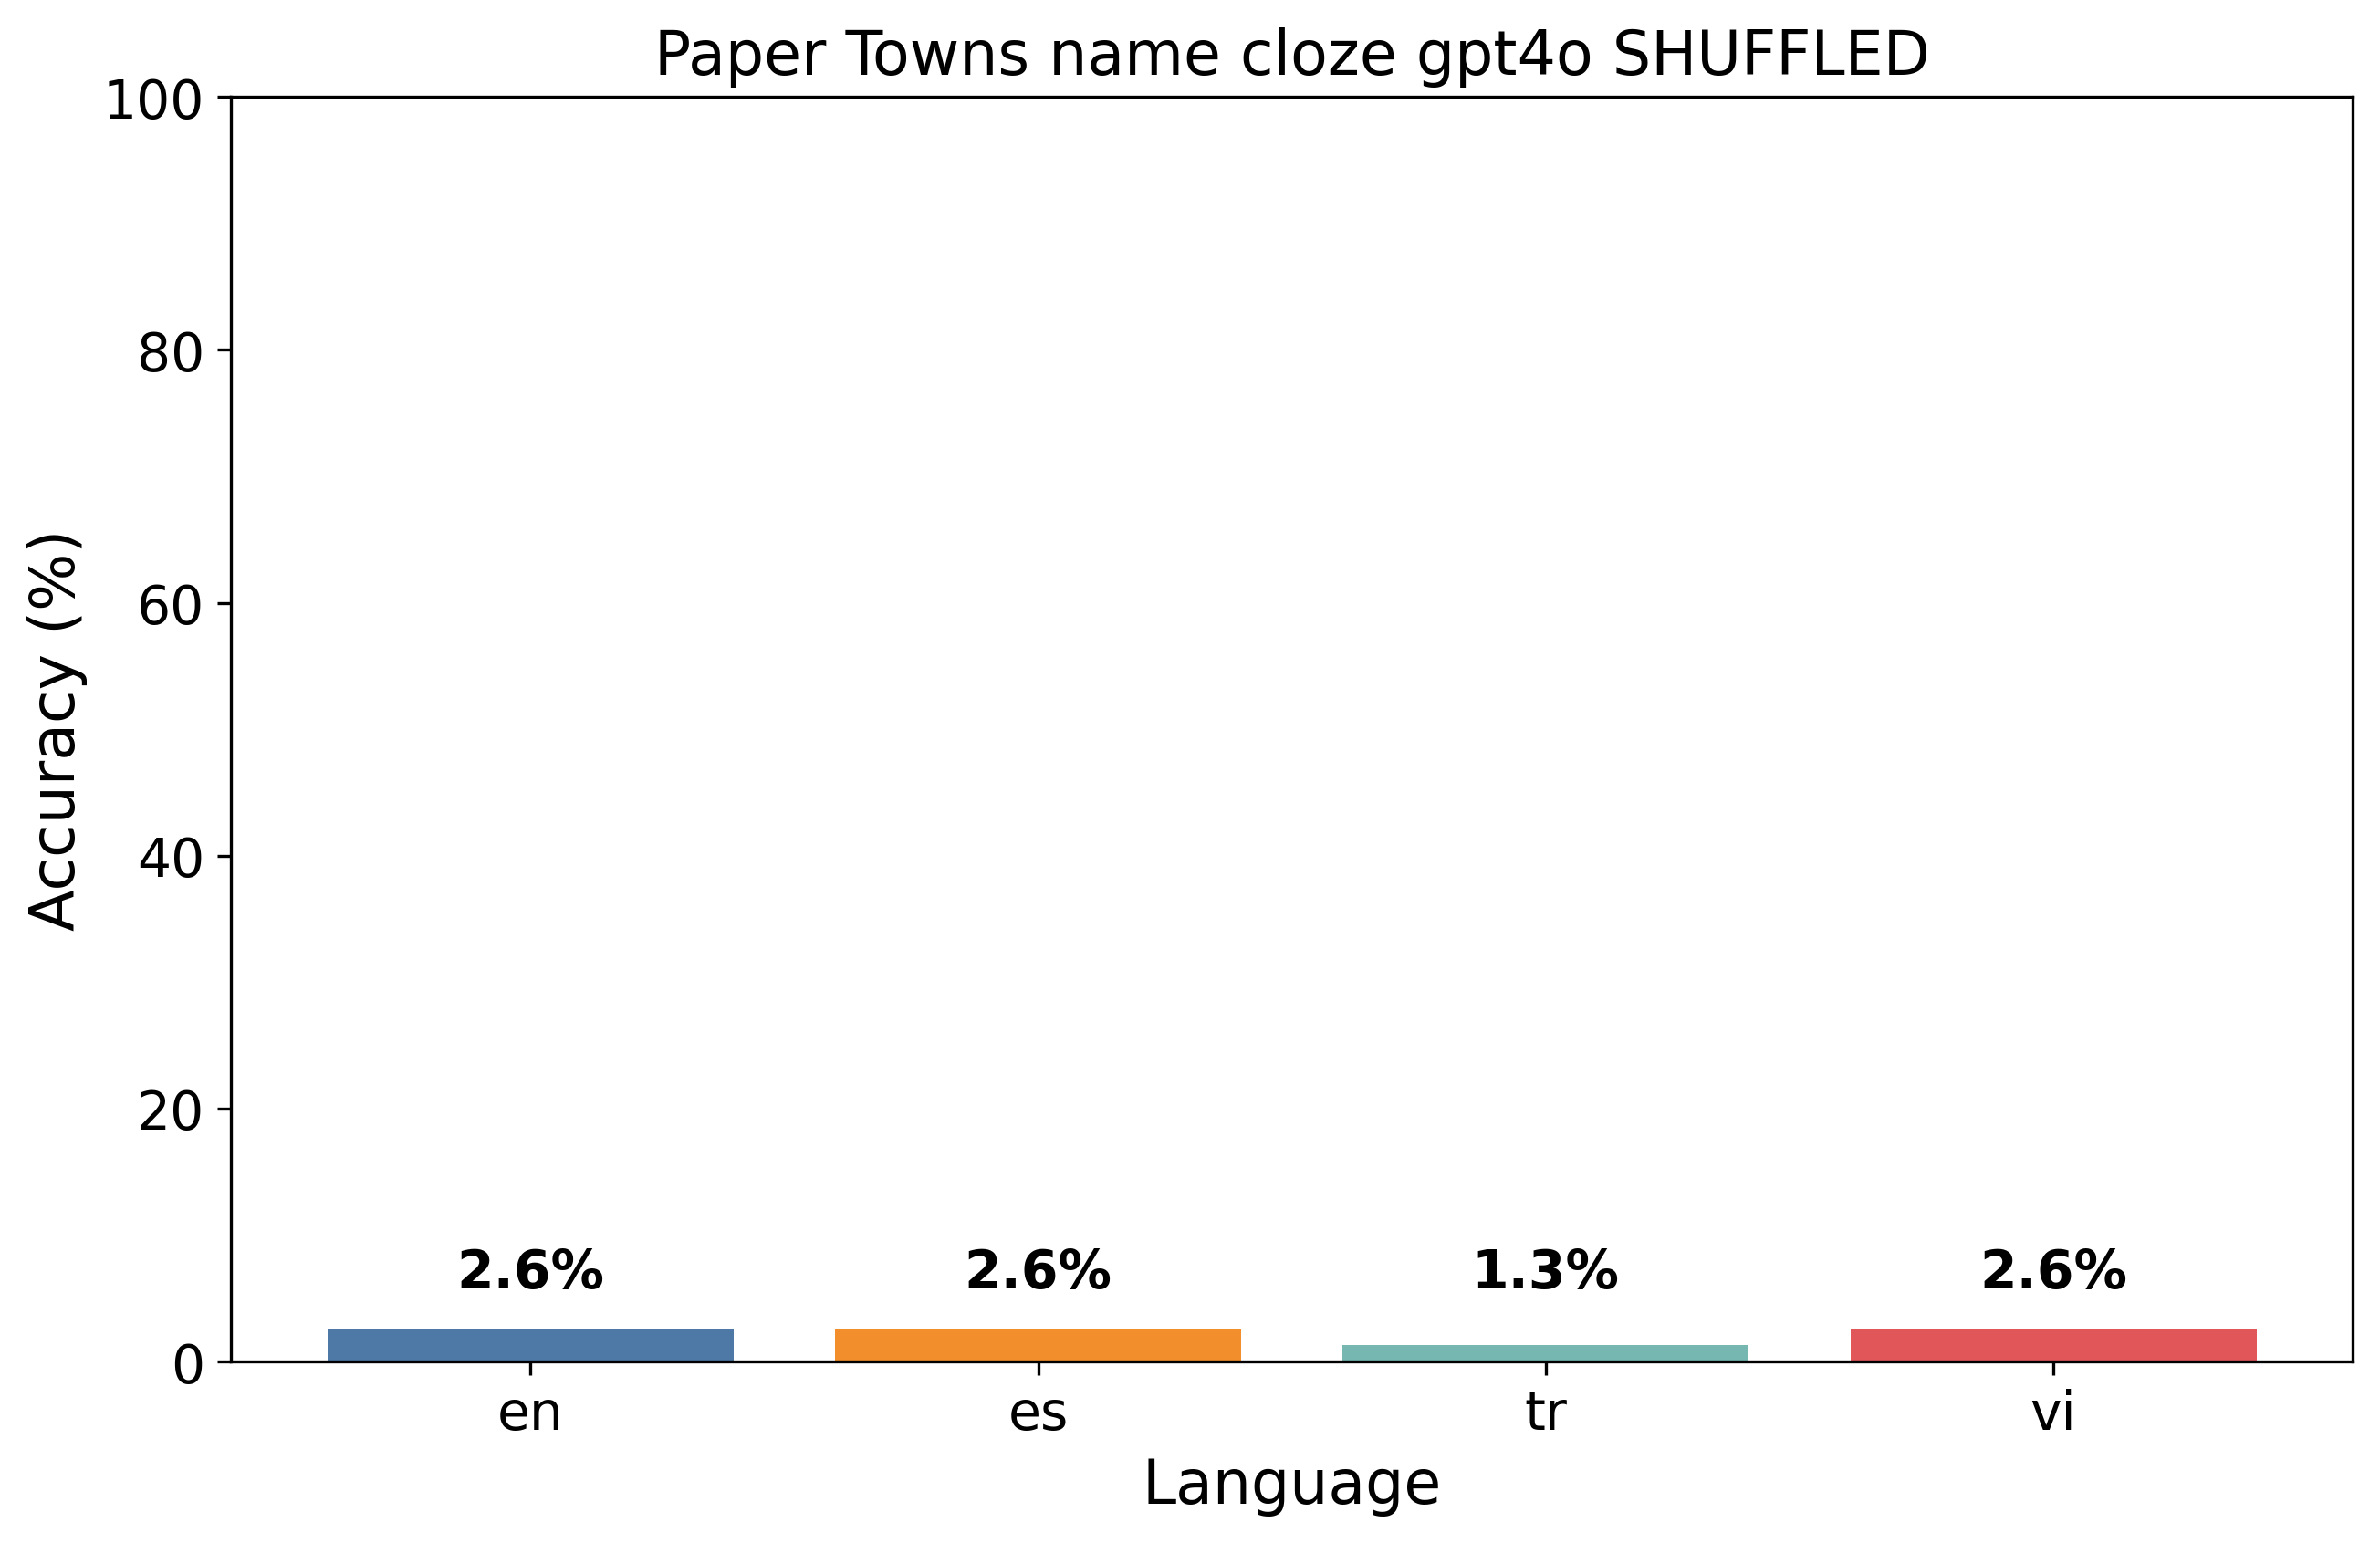 Paper Towns name cloze gpt4o SHUFFLED
Accuracy (%)
100
80
60
40
20
0
2.6%
2.6%
1.3%
2.6%
en
es
tr
vi
Language